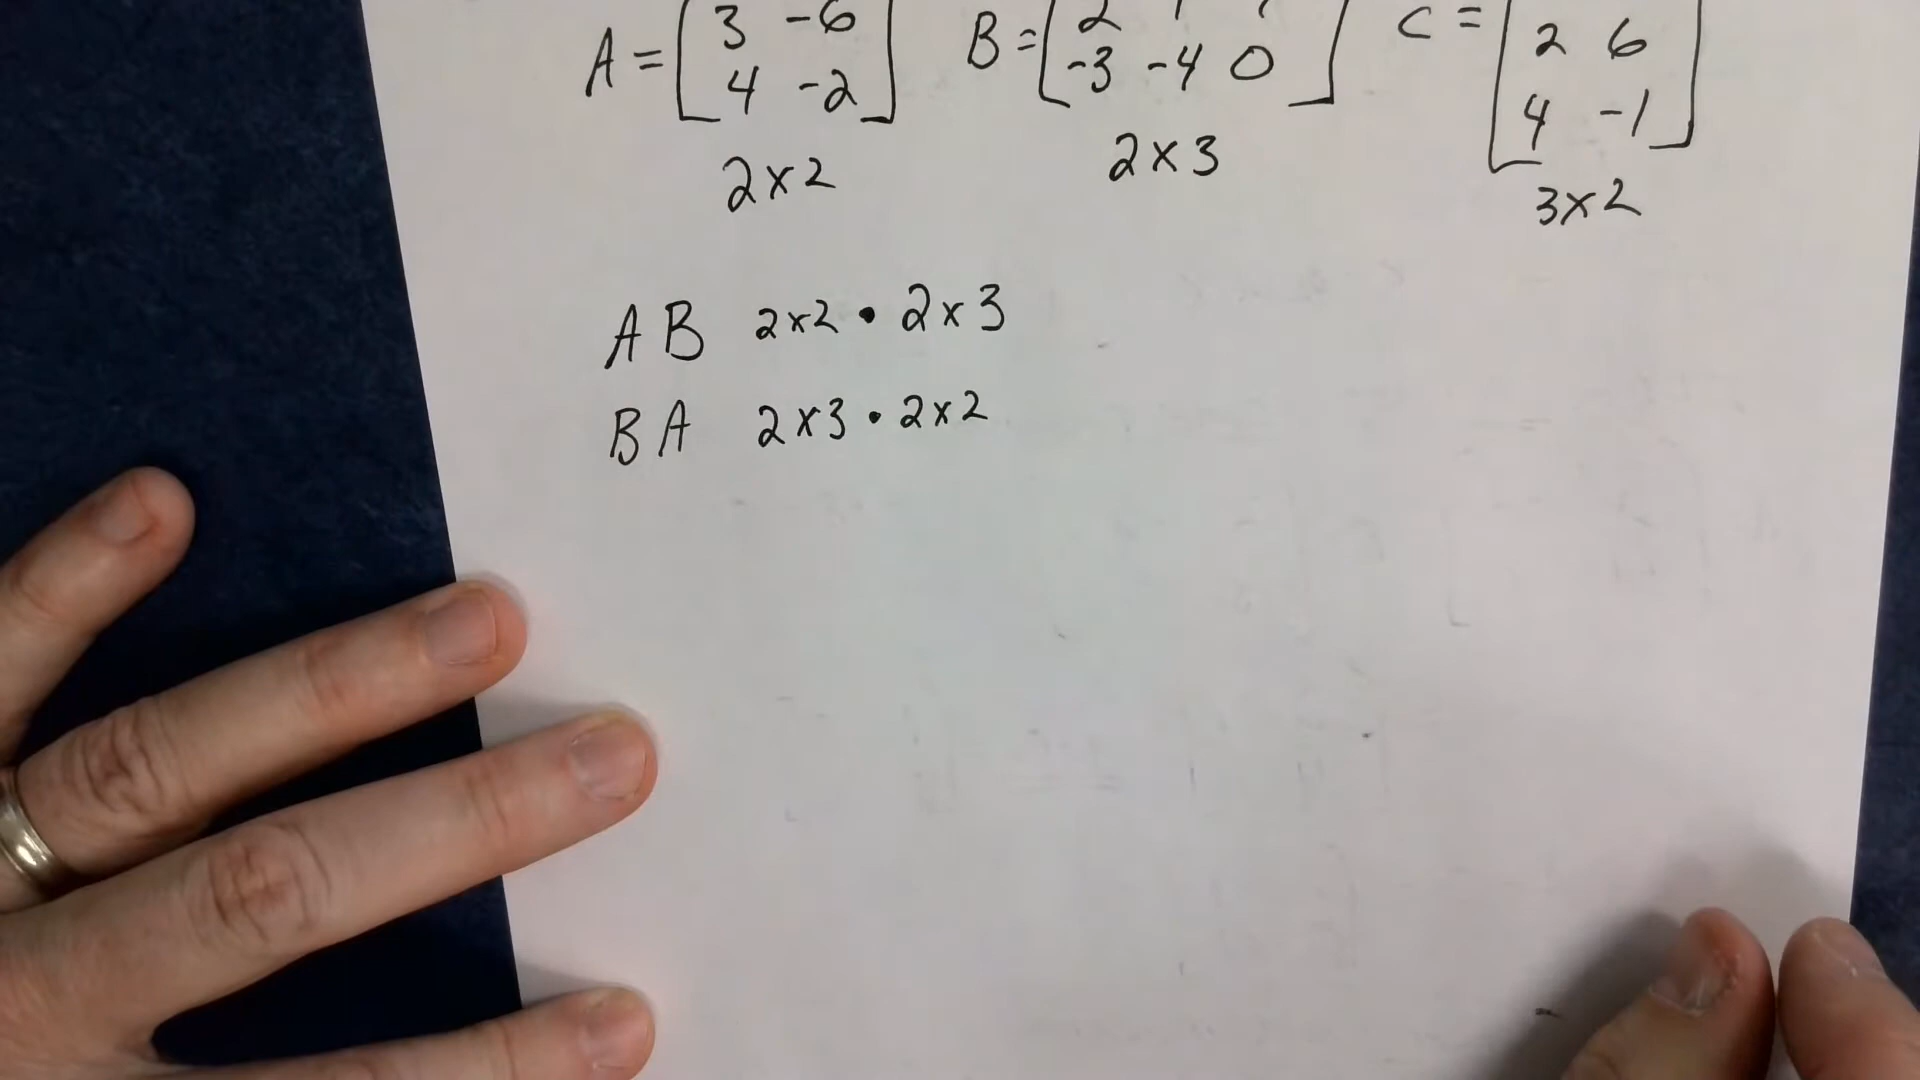 A = [ 3 -6 B = [ 2 C = [ 2 6
4 -2 ] -3 -4 0 ] 4 -1 ]
2x2 2x3 3x2
AB 2x2 • 2x3
BA 2x3 • 2x2